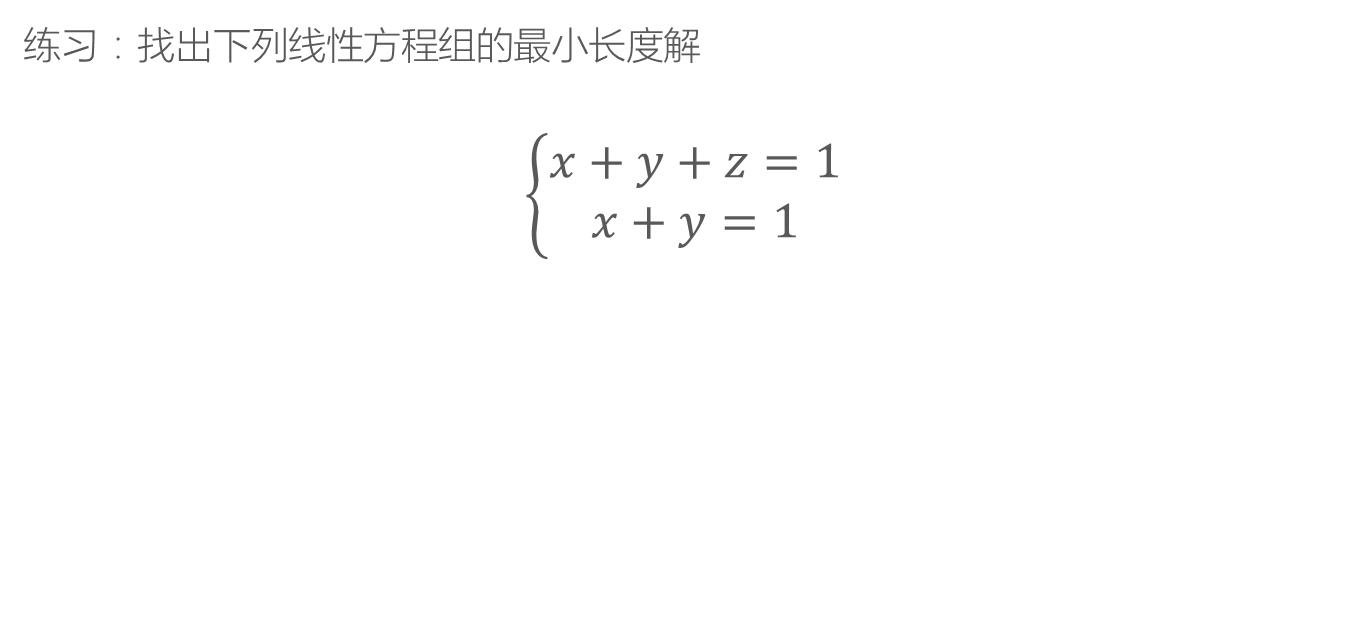 练习：找出下列线性方程组的最小长度解
x + y + z = 1
x + y = 1